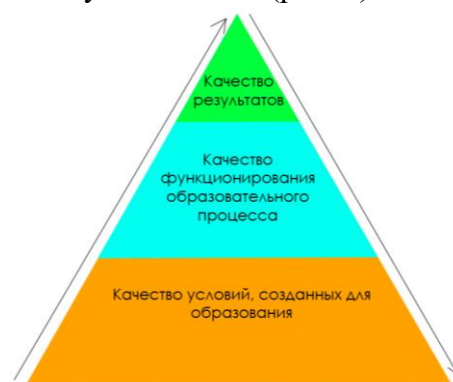 Качество
результатов
Качество
функционирования
образовательного
процесса
Качество условий, созданных для
образования